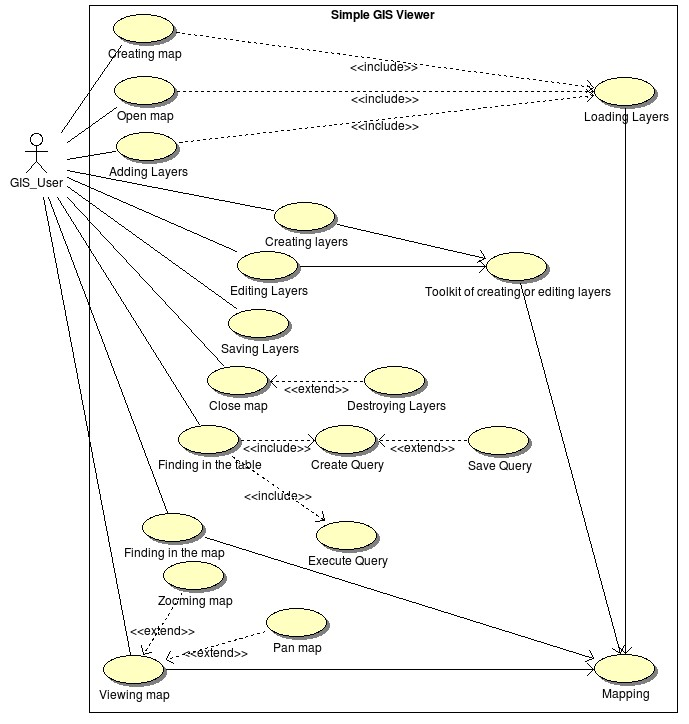 Simple GIS Viewer
Creating map
<<include>>
Open map
<<include>>
Loading Layers
<<include>>
Adding Layers
GIS_User
Creating layers
Editing Layers
Toolkit of creating or editing layers
Saving Layers
Close map
<<extend>>
Destroying Layers
Finding in the table
<<include>>
Create Query
<<extend>>
Save Query
<<include>>
Finding in the map
Execute Query
Zooming map
<<extend>>
Pan map
<<extend>>
Viewing map
Mapping